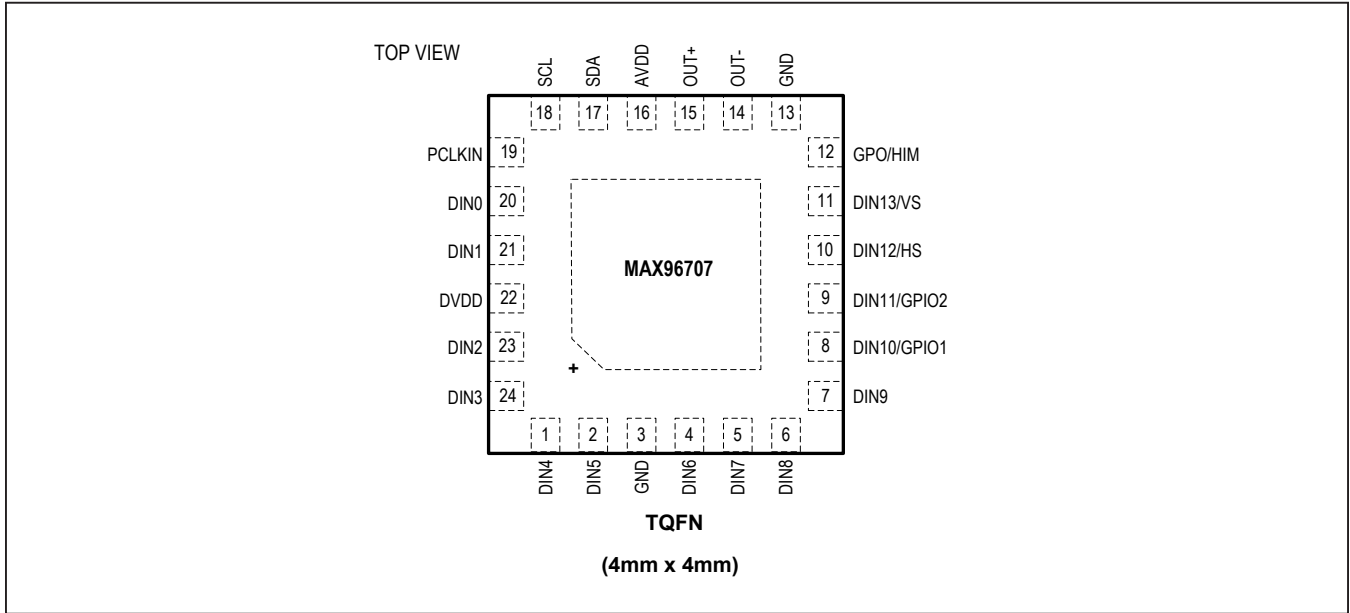 TOP VIEW
SCL
SDA
AVDD
OUT+
OUT-
GND
18
17
16
15
14
13
PCLKIN 19
12 GPO/HIM
DIN0 20
11 DIN13/VS
DIN1 21
10 DIN12/HS
MAX96707
DVDD 22
9 DIN11/GPIO2
DIN2 23
8 DIN10/GPIO1
+
DIN3 24
7 DIN9
1
2
3
4
5
6
DIN4
DIN5
GND
DIN6
DIN7
DIN8
TQFN
(4mm x 4mm)